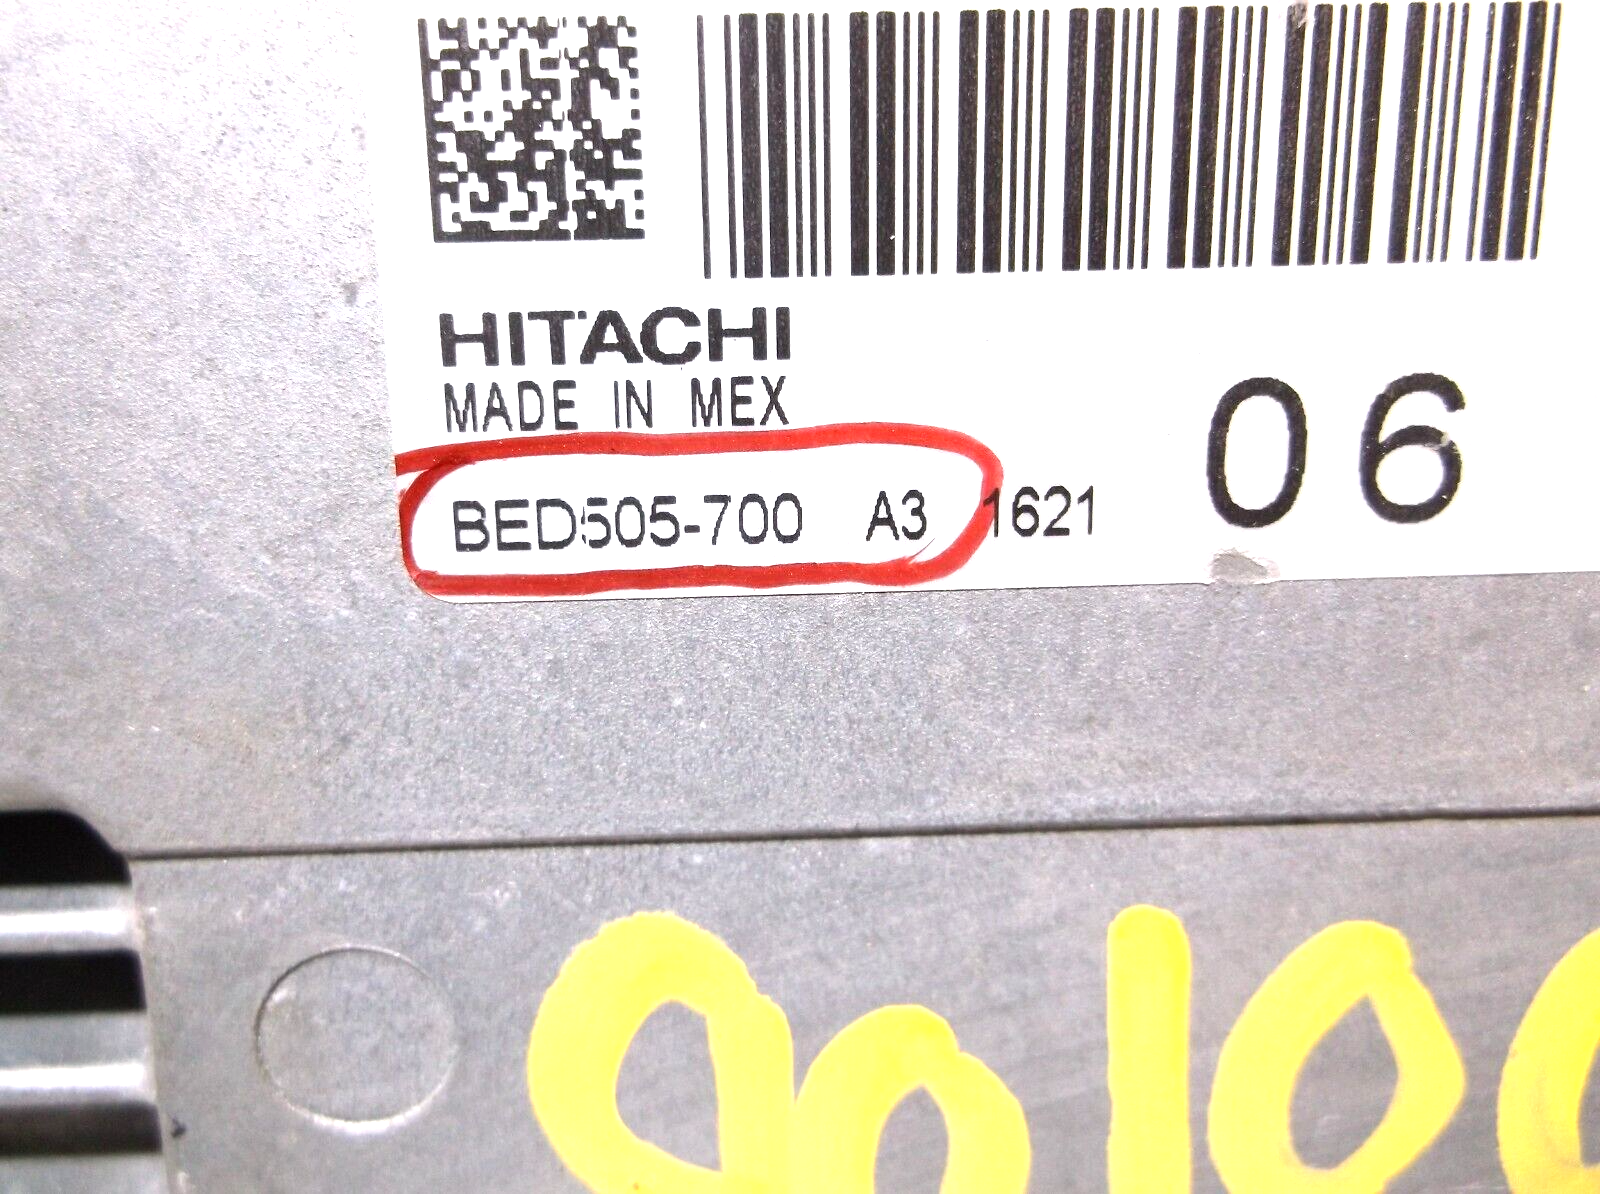 HITACHI
MADE IN MEX
BED505-700 A3 1621 06